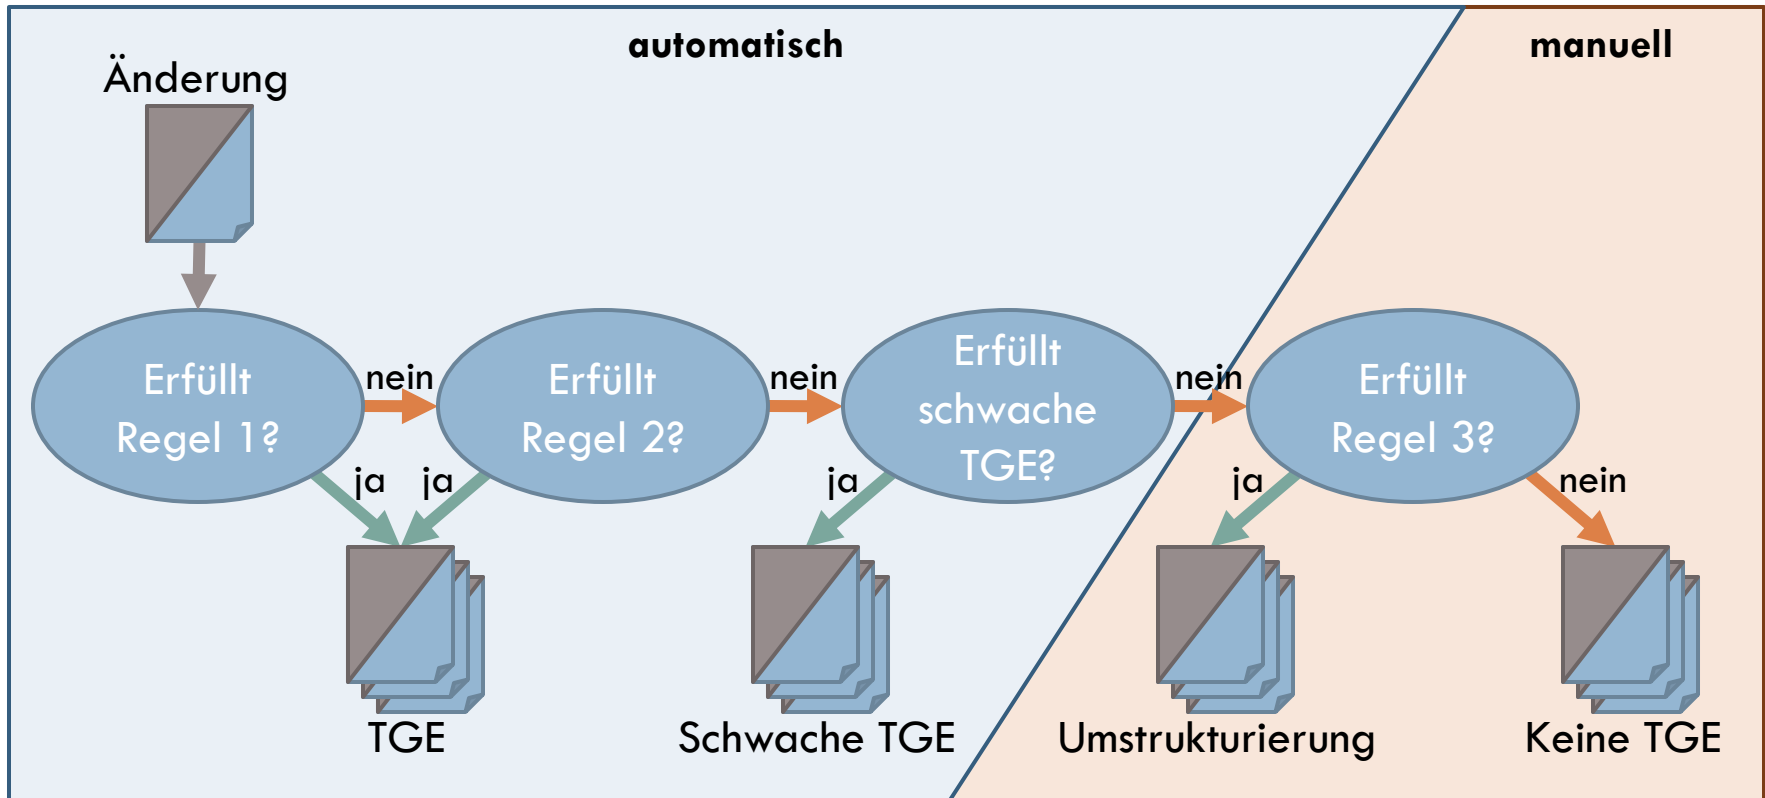 automatisch
manuell
Änderung
Erfüllt
Regel 1?
nein
Erfüllt
Regel 2?
nein
Erfüllt
schwache
TGE?
nein
Erfüllt
Regel 3?
ja
ja
ja
ja
nein
TGE
Schwache TGE
Umstrukturierung
Keine TGE